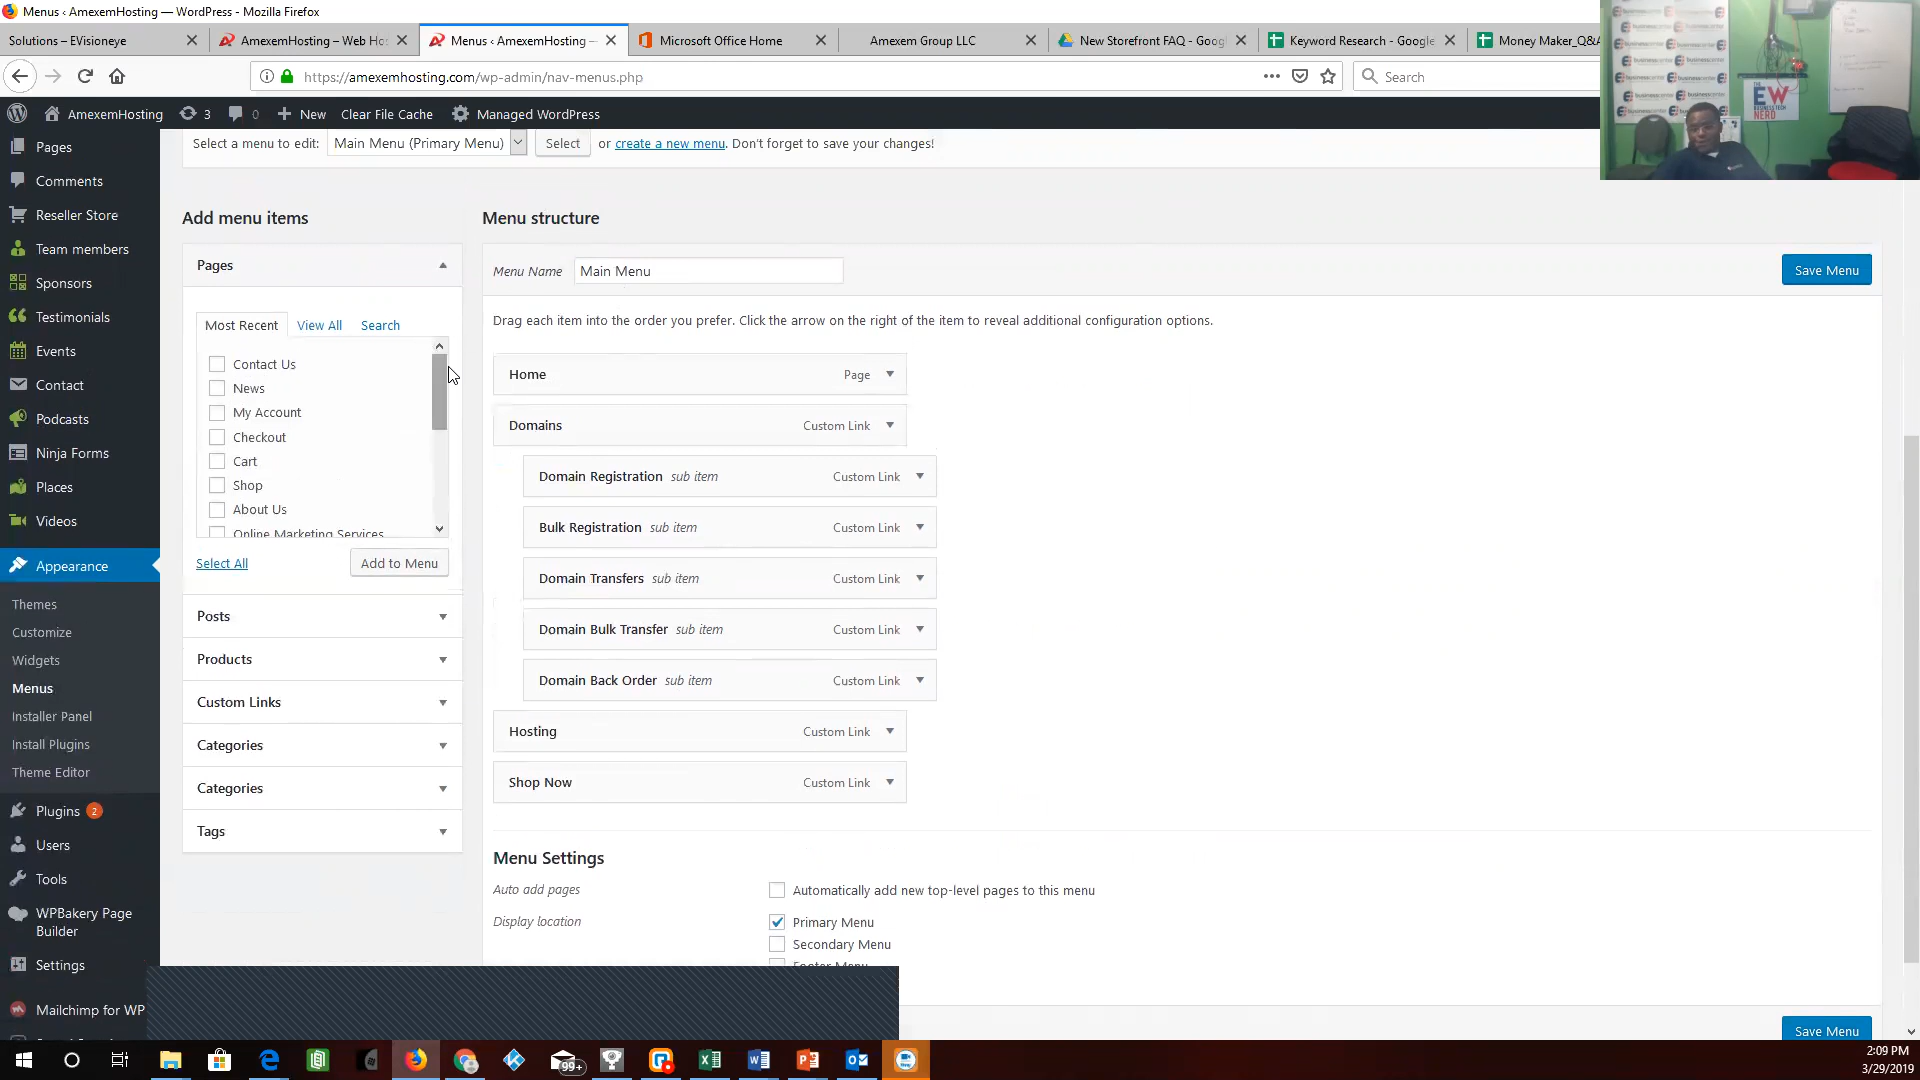 Menus ‹ AmexemHosting — WordPress - Mozilla Firefox
Solutions – EVisioneye
AmexemHosting – Web Ho
Menus ‹ AmexemHosting —
Microsoft Office Home
Amexem Group LLC
New Storefront FAQ - Goog
Keyword Research - Google
Money Maker_Q&A
https://amexemhosting.com/wp-admin/nav-menus.php
Search
AmexemHosting 3 0 New Clear File Cache Managed WordPress
Pages
Comments
Reseller Store
Team members
Sponsors
Testimonials
Events
Contact
Podcasts
Ninja Forms
Places
Videos
Appearance
Themes
Customize
Widgets
Menus
Installer Panel
Install Plugins
Theme Editor
Plugins 2
Users
Tools
WPBakery Page
Builder
Settings
Mailchimp for WP
Select a menu to edit: Main Menu (Primary Menu) Select or create a new menu. Don't forget to save your changes!
Add menu items
Pages
Most Recent View All Search
Contact Us
News
My Account
Checkout
Cart
Shop
About Us
Online Marketing Services
Select All Add to Menu
Posts
Products
Custom Links
Categories
Categories
Tags
Menu structure
Menu Name Main Menu Save Menu
Drag each item into the order you prefer. Click the arrow on the right of the item to reveal additional configuration options.
Home Page
Domains Custom Link
Domain Registration sub item Custom Link
Bulk Registration sub item Custom Link
Domain Transfers sub item Custom Link
Domain Bulk Transfer sub item Custom Link
Domain Back Order sub item Custom Link
Hosting Custom Link
Shop Now Custom Link
Menu Settings
Auto add pages Automatically add new top-level pages to this menu
Display location Primary Menu
Secondary Menu
Footer Menu
Save Menu
EW
NERD
99+
2:09 PM
3/29/2019